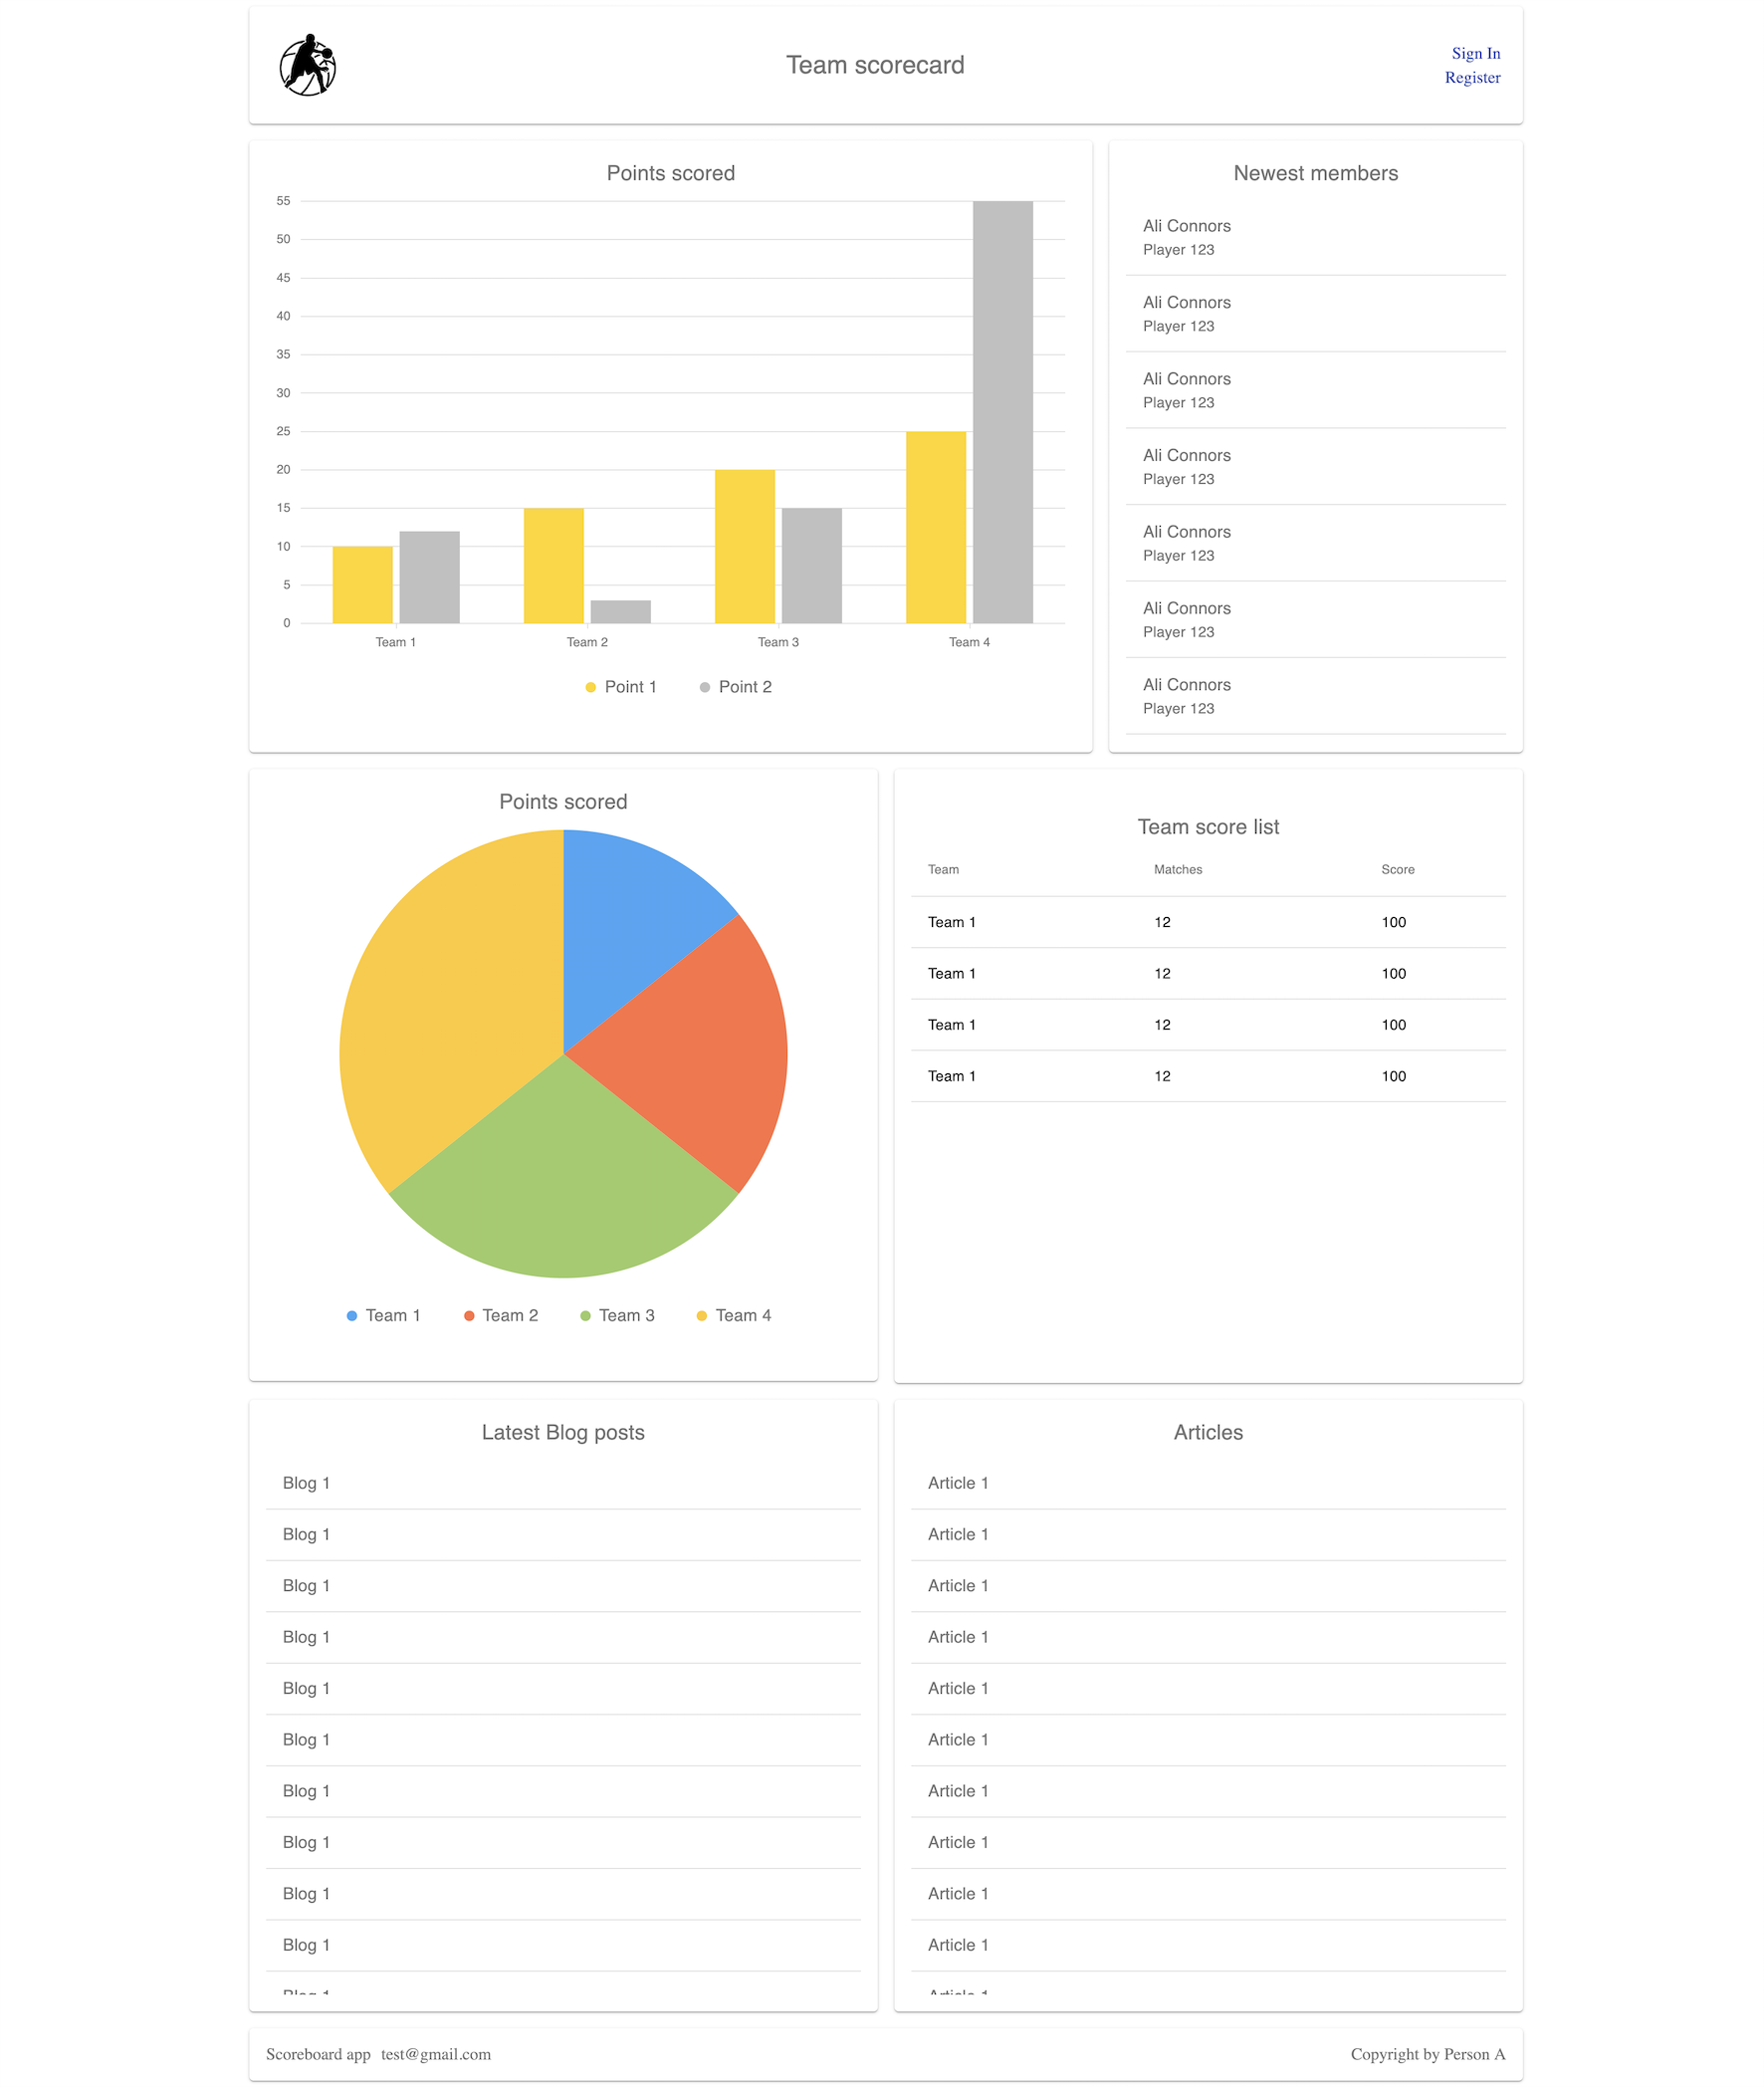 Team scorecard
Sign In
Register
Points scored
55
50
45
40
35
30
25
20
15
10
5
0
Team 1 Team 2 Team 3 Team 4
Point 1 Point 2
Newest members
Ali Connors
Player 123
Ali Connors
Player 123
Ali Connors
Player 123
Ali Connors
Player 123
Ali Connors
Player 123
Ali Connors
Player 123
Ali Connors
Player 123
Points scored
Team 1 Team 2 Team 3 Team 4
Team score list
Team Matches Score
Team 1 12 100
Team 1 12 100
Team 1 12 100
Team 1 12 100
Latest Blog posts
Blog 1
Blog 1
Blog 1
Blog 1
Blog 1
Blog 1
Blog 1
Blog 1
Blog 1
Blog 1
Blog 1
Articles
Article 1
Article 1
Article 1
Article 1
Article 1
Article 1
Article 1
Article 1
Article 1
Article 1
Article 1
Scoreboard app test@gmail.com
Copyright by Person A